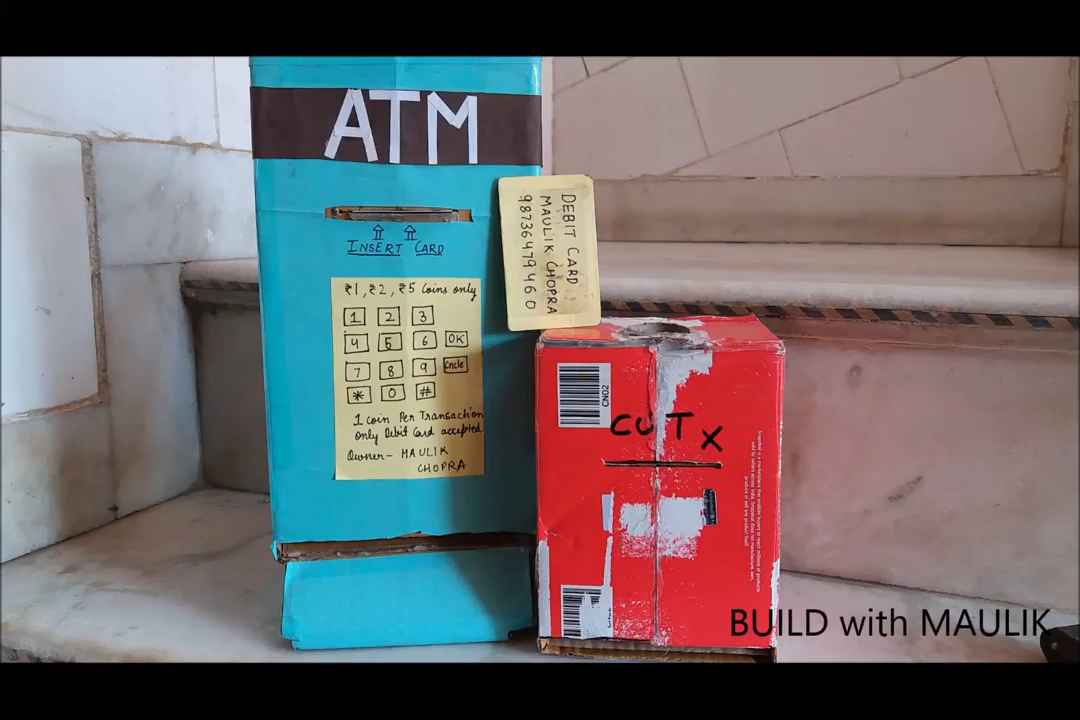 ATM
INSERT CARD
₹1, ₹2, ₹5 Coins only
1 2 3
4 5 6 OK
7 8 9 Cncle
* 0 #
1 coin Per Transaction
only Debit Card accepted
Owner- MAULIK
CHOPRA
DEBIT CARD
MAULIK CHOPRA
98736479460
CN02
CUT X
BUILD with MAULIK